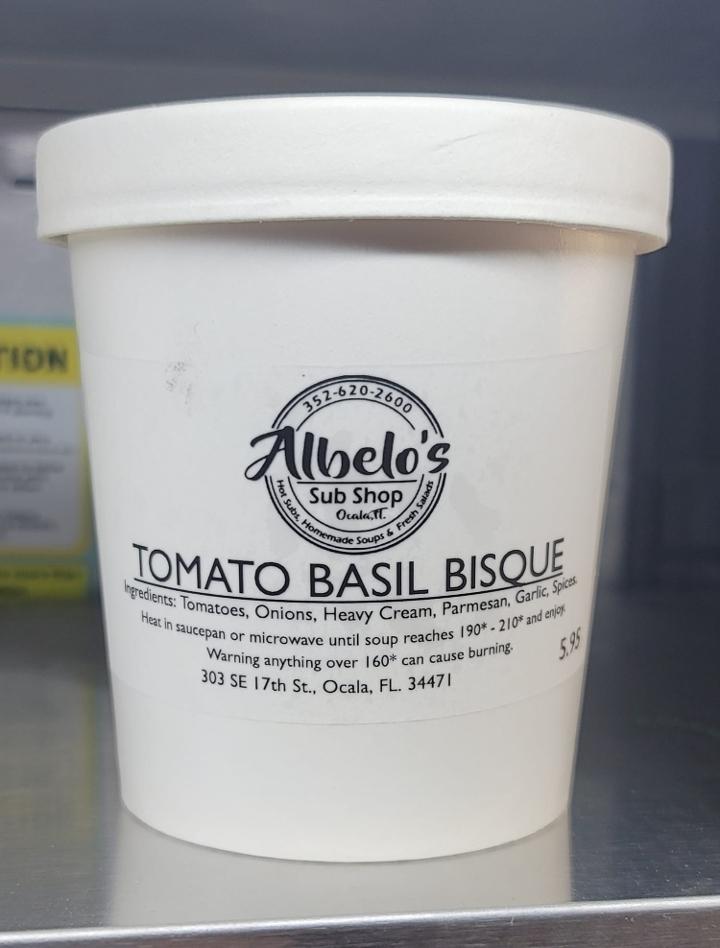 TION
352-620-2600
Albelo's
Sub Shop
Ocala, Fl.
Hot Subs, Homemade Soups & Fresh Salads
TOMATO BASIL BISQUE
Ingredients: Tomatoes, Onions, Heavy Cream, Parmesan, Garlic, Spices.
Heat in saucepan or microwave until soup reaches 190* - 210* and enjoy.
Warning anything over 160* can cause burning.
5.95
303 SE 17th St., Ocala, FL. 34471